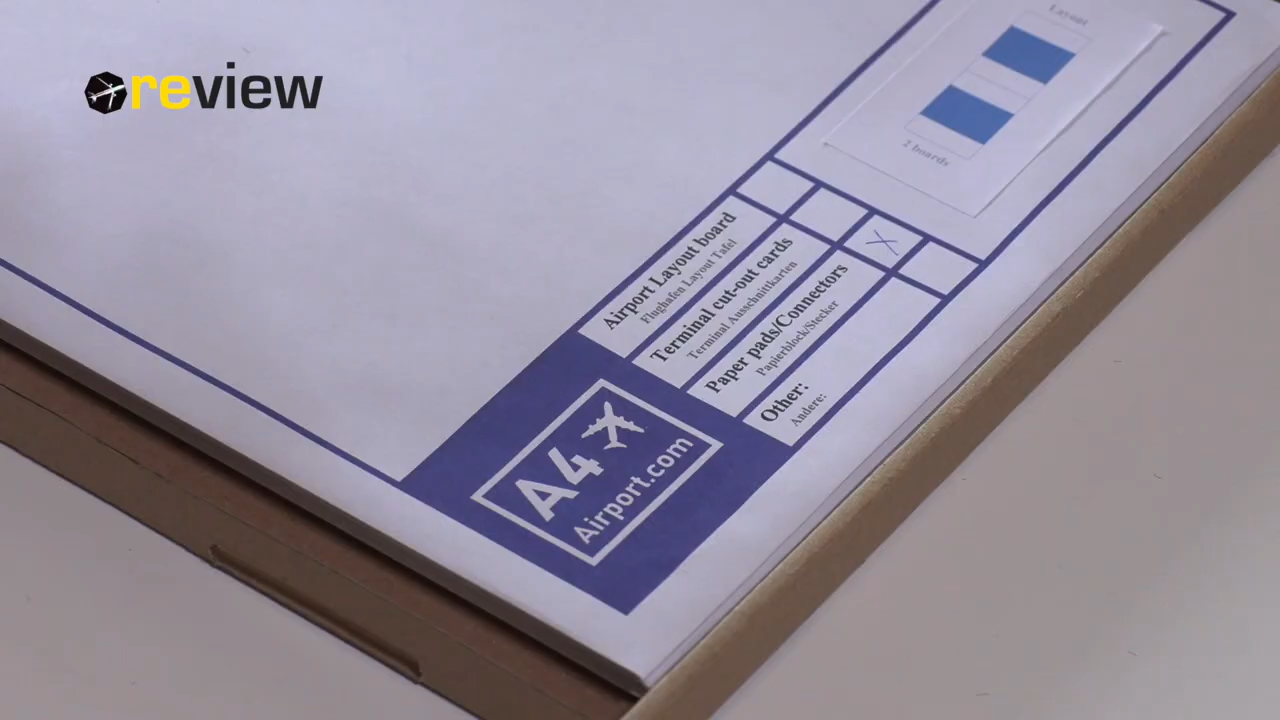 review
Layout
2 boards
X
Airport Layout board
Flughafen Layout Tafel
Terminal cut-out cards
Terminal Ausschnittkarten
Paper pads/Connectors
Papierblock/Stecker
Other:
Andere:
A4
Airport.com